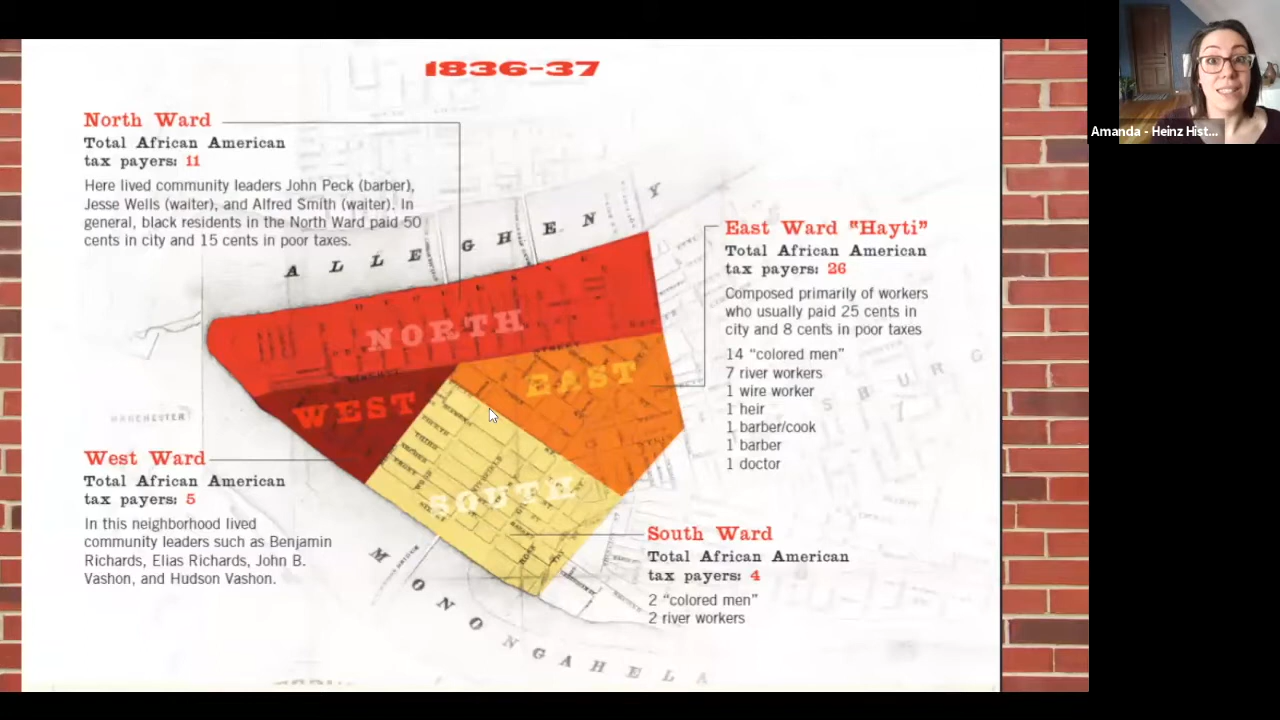 1836-37
North Ward
Total African American
tax payers: 11
Here lived community leaders John Peck (barber),
Jesse Wells (waiter), and Alfred Smith (waiter). In
general, black residents in the North Ward paid 50
cents in city and 15 cents in poor taxes.
ALLEGHENY
East Ward "Hayti"
Total African American
tax payers: 26
Composed primarily of workers
who usually paid 25 cents in
city and 8 cents in poor taxes
14 "colored men"
7 river workers
1 wire worker
1 heir
1 barber/cook
1 barber
1 doctor
NORTH
EAST
WEST
SOUTH
MANCHESTER
West Ward
Total African American
tax payers: 5
In this neighborhood lived
community leaders such as Benjamin
Richards, Elias Richards, John B.
Vashon, and Hudson Vashon.
South Ward
Total African American
tax payers: 4
2 "colored men"
2 river workers
MONONGAHELA
Amanda - Heinz Hist...